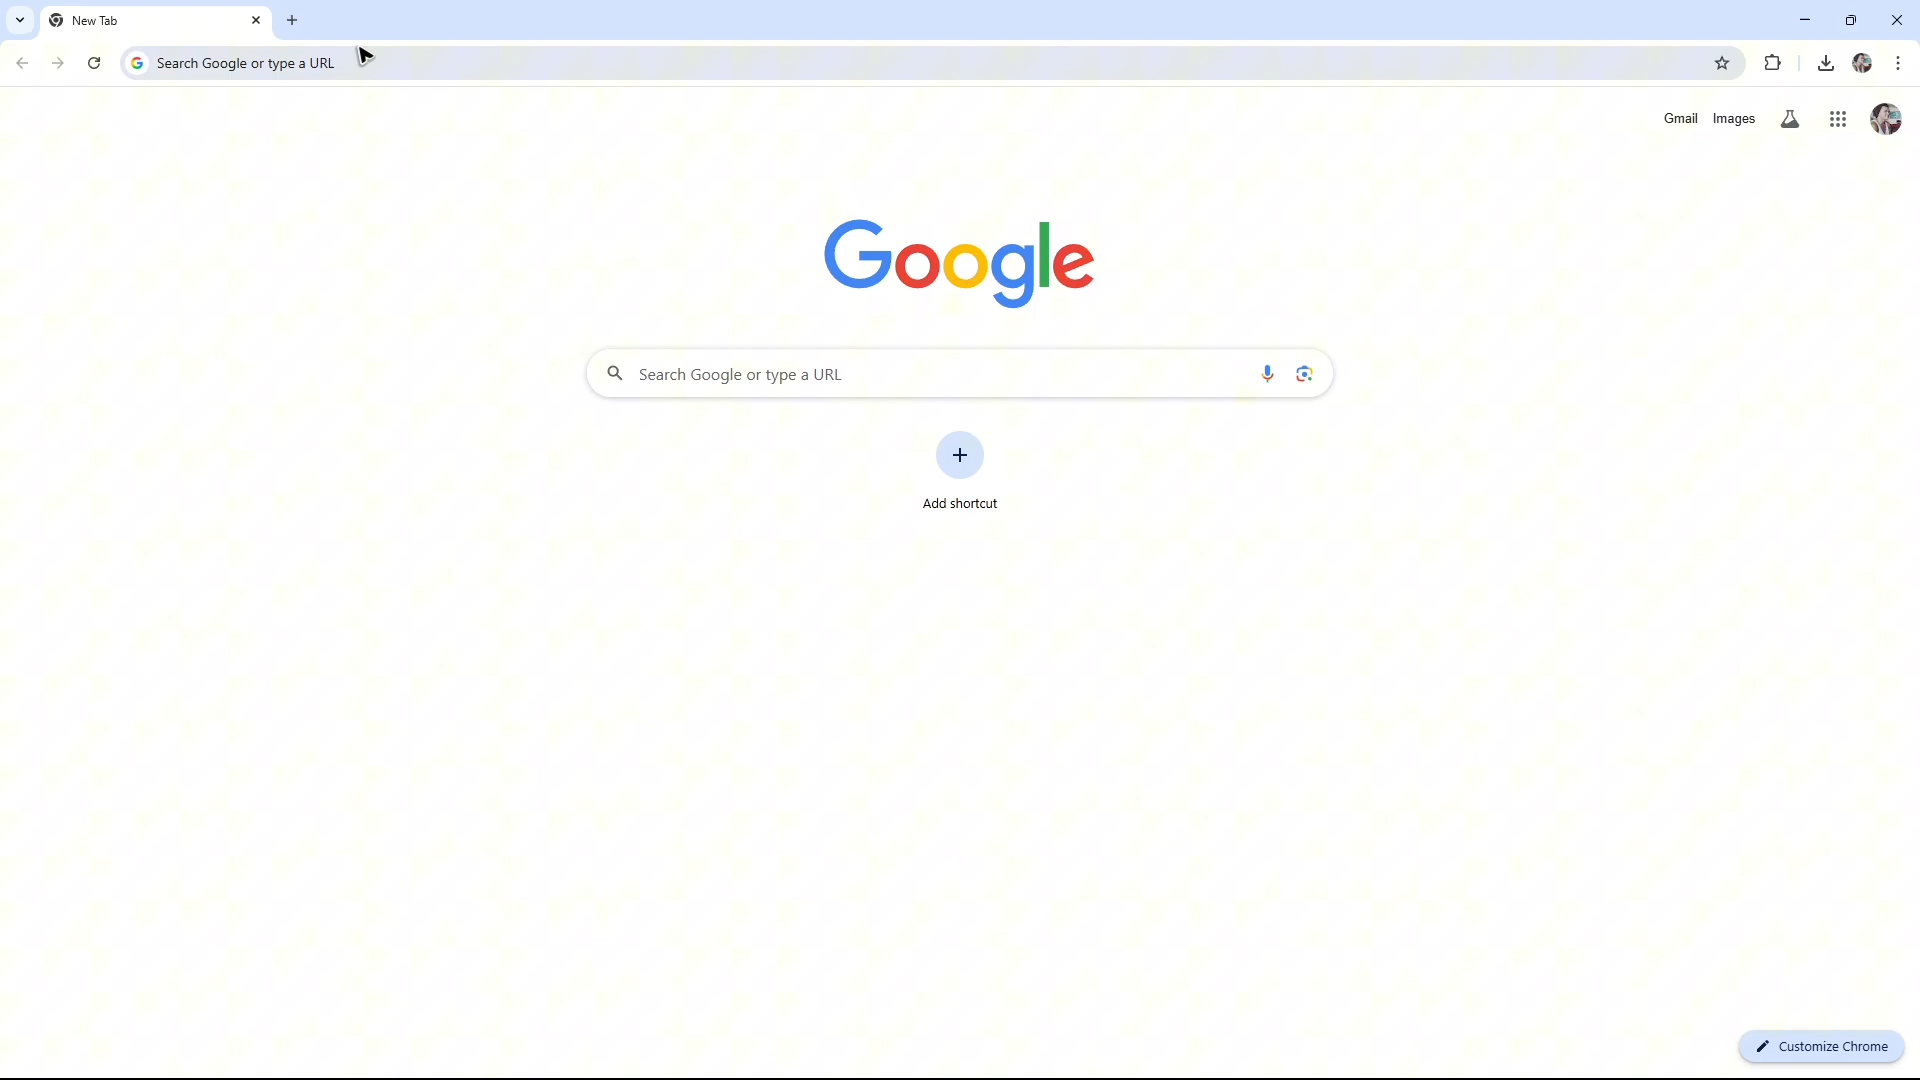 New Tab
Search Google or type a URL
Gmail Images
Google
Search Google or type a URL
Add shortcut
Customize Chrome